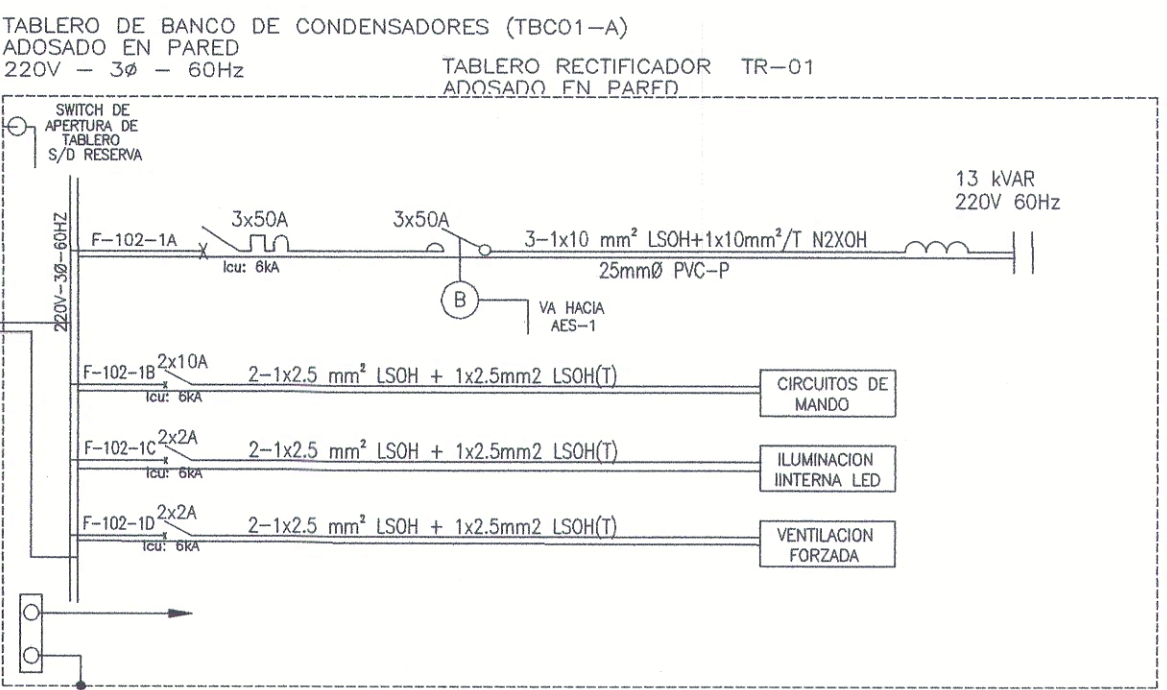 TABLERO DE BANCO DE CONDENSADORES (TBC01-A)
ADOSADO EN PARED
220V - 3ø - 60Hz
TABLERO RECTIFICADOR TR-01
ADOSADO EN PARED
SWITCH DE
APERTURA DE
TABLERO
S/D RESERVA
13 kVAR
220V 60Hz
220V-3Ø-60HZ
F-102-1A
3x50A
Icu: 6kA
3x50A
3-1x10 mm² LSOH+1x10mm²/T N2XOH
25mmØ PVC-P
B
VA HACIA
AES-1
F-102-1B
2x10A
Icu: 6kA
2-1x2.5 mm² LSOH + 1x2.5mm2 LSOH(T)
CIRCUITOS DE
MANDO
F-102-1C
2x2A
Icu: 6kA
2-1x2.5 mm² LSOH + 1x2.5mm2 LSOH(T)
ILUMINACION
IINTERNA LED
F-102-1D
2x2A
Icu: 6kA
2-1x2.5 mm² LSOH + 1x2.5mm2 LSOH(T)
VENTILACION
FORZADA